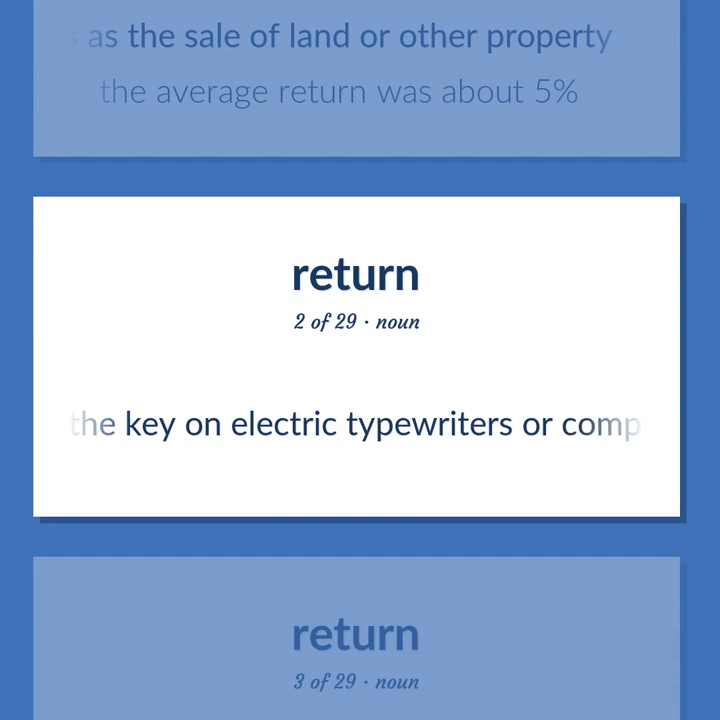 as the sale of land or other property
the average return was about 5%
return
2 of 29 · noun
the key on electric typewriters or comp
return
3 of 29 · noun